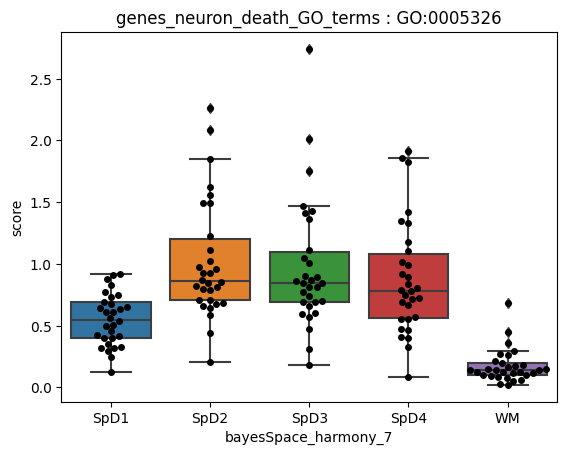 genes_neuron_death_GO_terms : GO:0005326
score
2.5
2.0
1.5
1.0
0.5
0.0
SpD1 SpD2 SpD3 SpD4 WM
bayesSpace_harmony_7